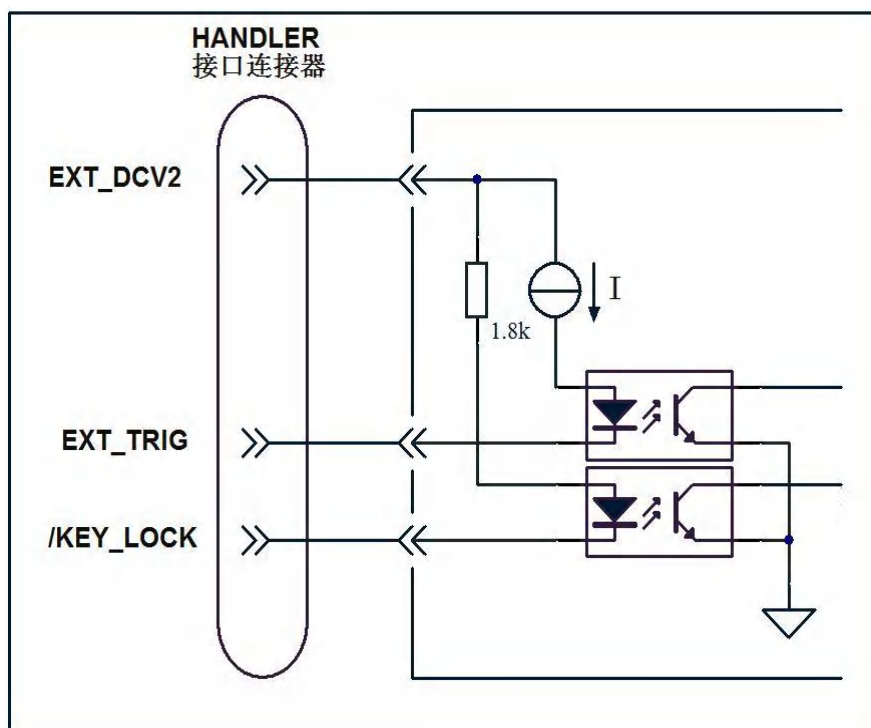 HANDLER
接口连接器
EXT_DCV2
I
1.8k
EXT_TRIG
/KEY_LOCK